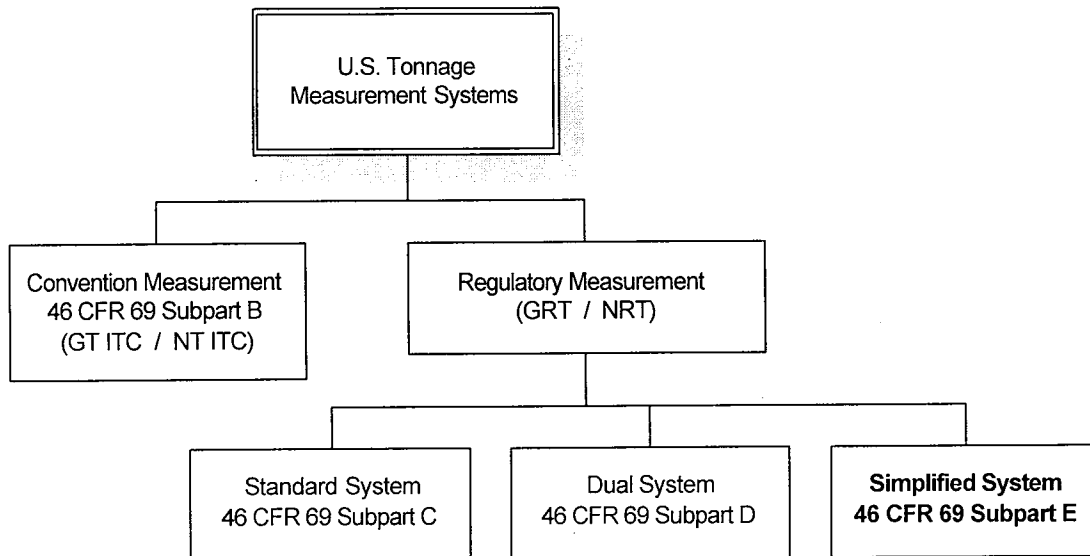 U.S. Tonnage
Measurement Systems
Convention Measurement
46 CFR 69 Subpart B
(GT ITC / NT ITC)
Regulatory Measurement
(GRT / NRT)
Standard System
46 CFR 69 Subpart C
Dual System
46 CFR 69 Subpart D
Simplified System
46 CFR 69 Subpart E